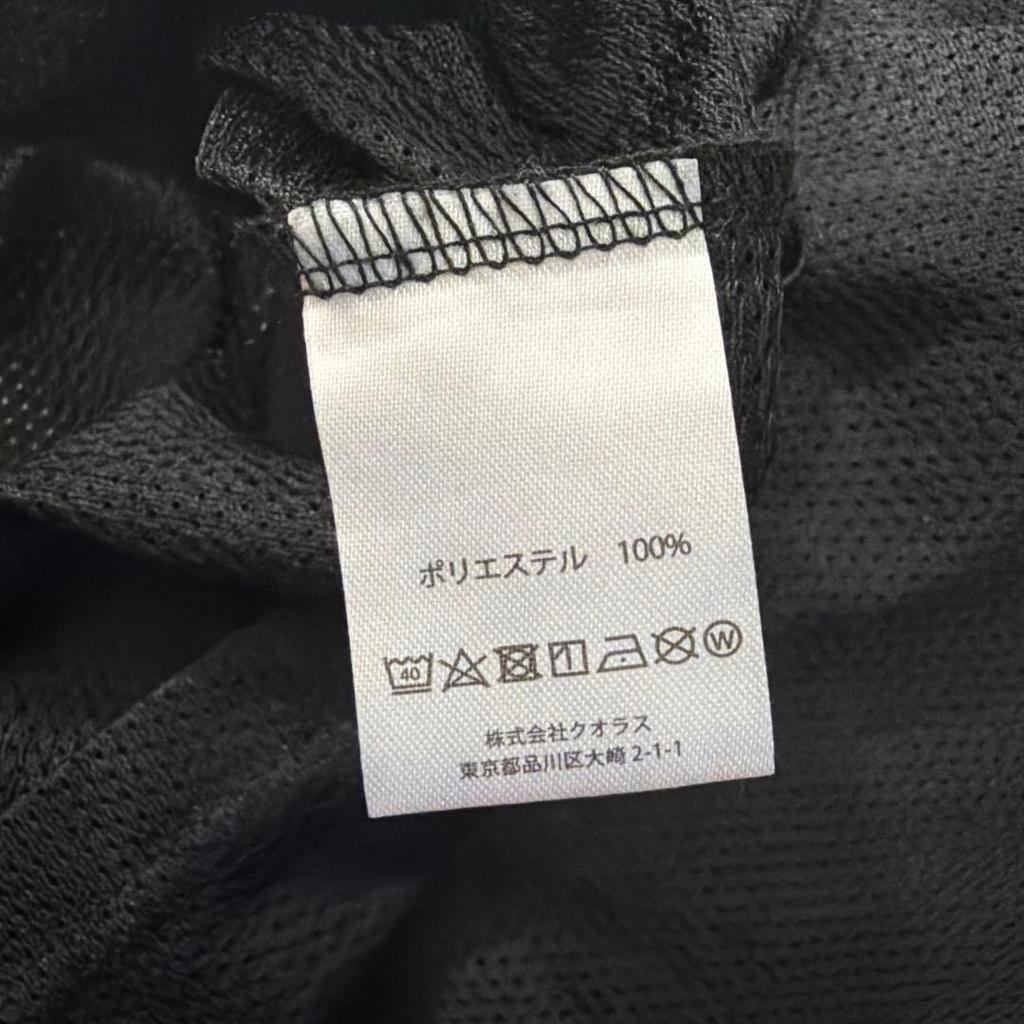 ポリエステル 100%
40 W
株式会社クオラス
東京都品川区大崎 2-1-1